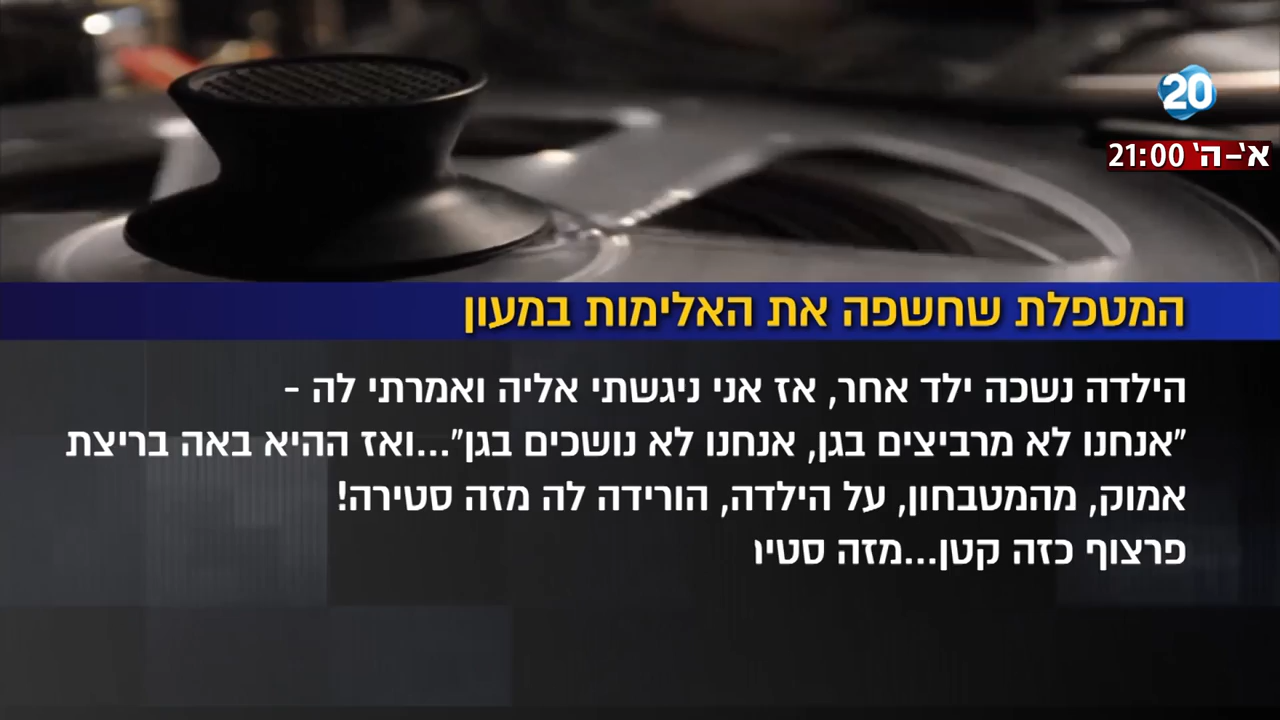 20
א'-ה' 21:00
המטפלת שחשפה את האלימות במעון
הילדה נשכה ילד אחר, אז אני ניגשתי אליה ואמרתי לה -
"אנחנו לא מרביצים בגן, אנחנו לא נושכים בגן"...ואז ההיא באה בריצת
אמוק, מהמטבחון, על הילדה, הורידה לה מזה סטירה!
פרצוף כזה קטן...מזה סטי